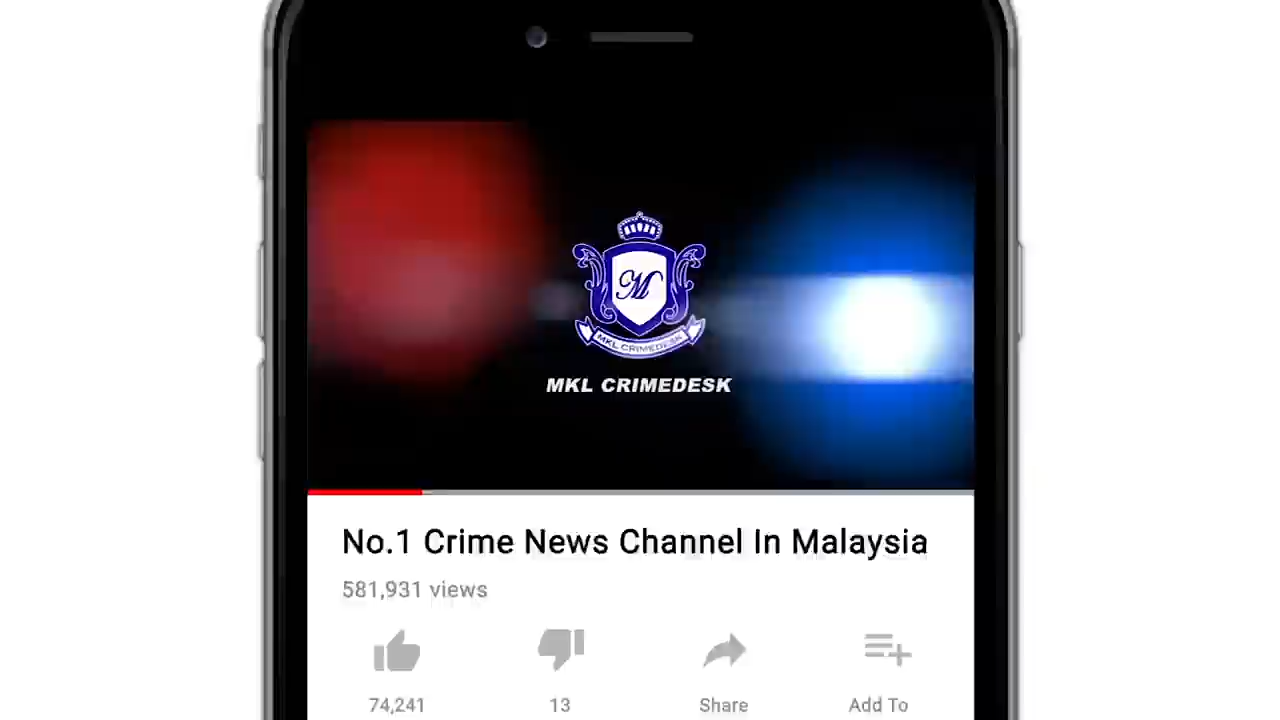 M
MKL CRIMEDESK
MKL CRIMEDESK
No.1 Crime News Channel In Malaysia
581,931 views
74,241
13
Share
Add To